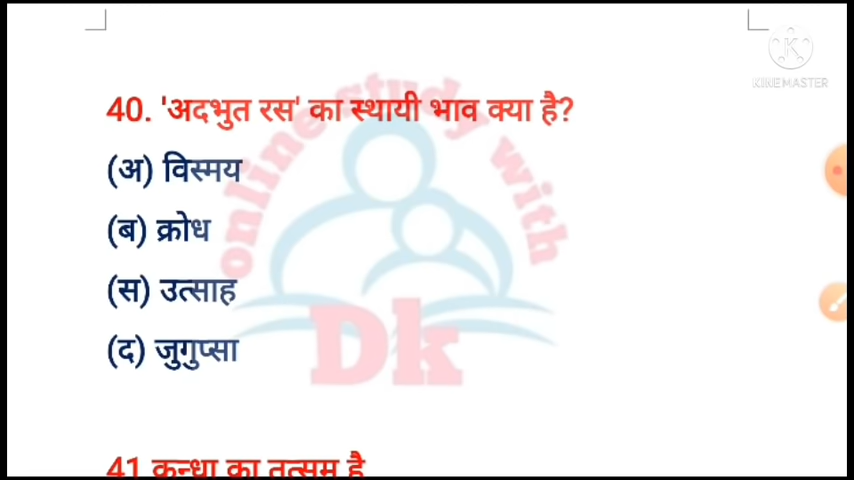 KINEMASTER
40. 'अदभुत रस' का स्थायी भाव क्या है?
(अ) विस्मय
(ब) क्रोध
(स) उत्साह
(द) जुगुप्सा
online study with
Dk
41 कन्धा का तत्सम है